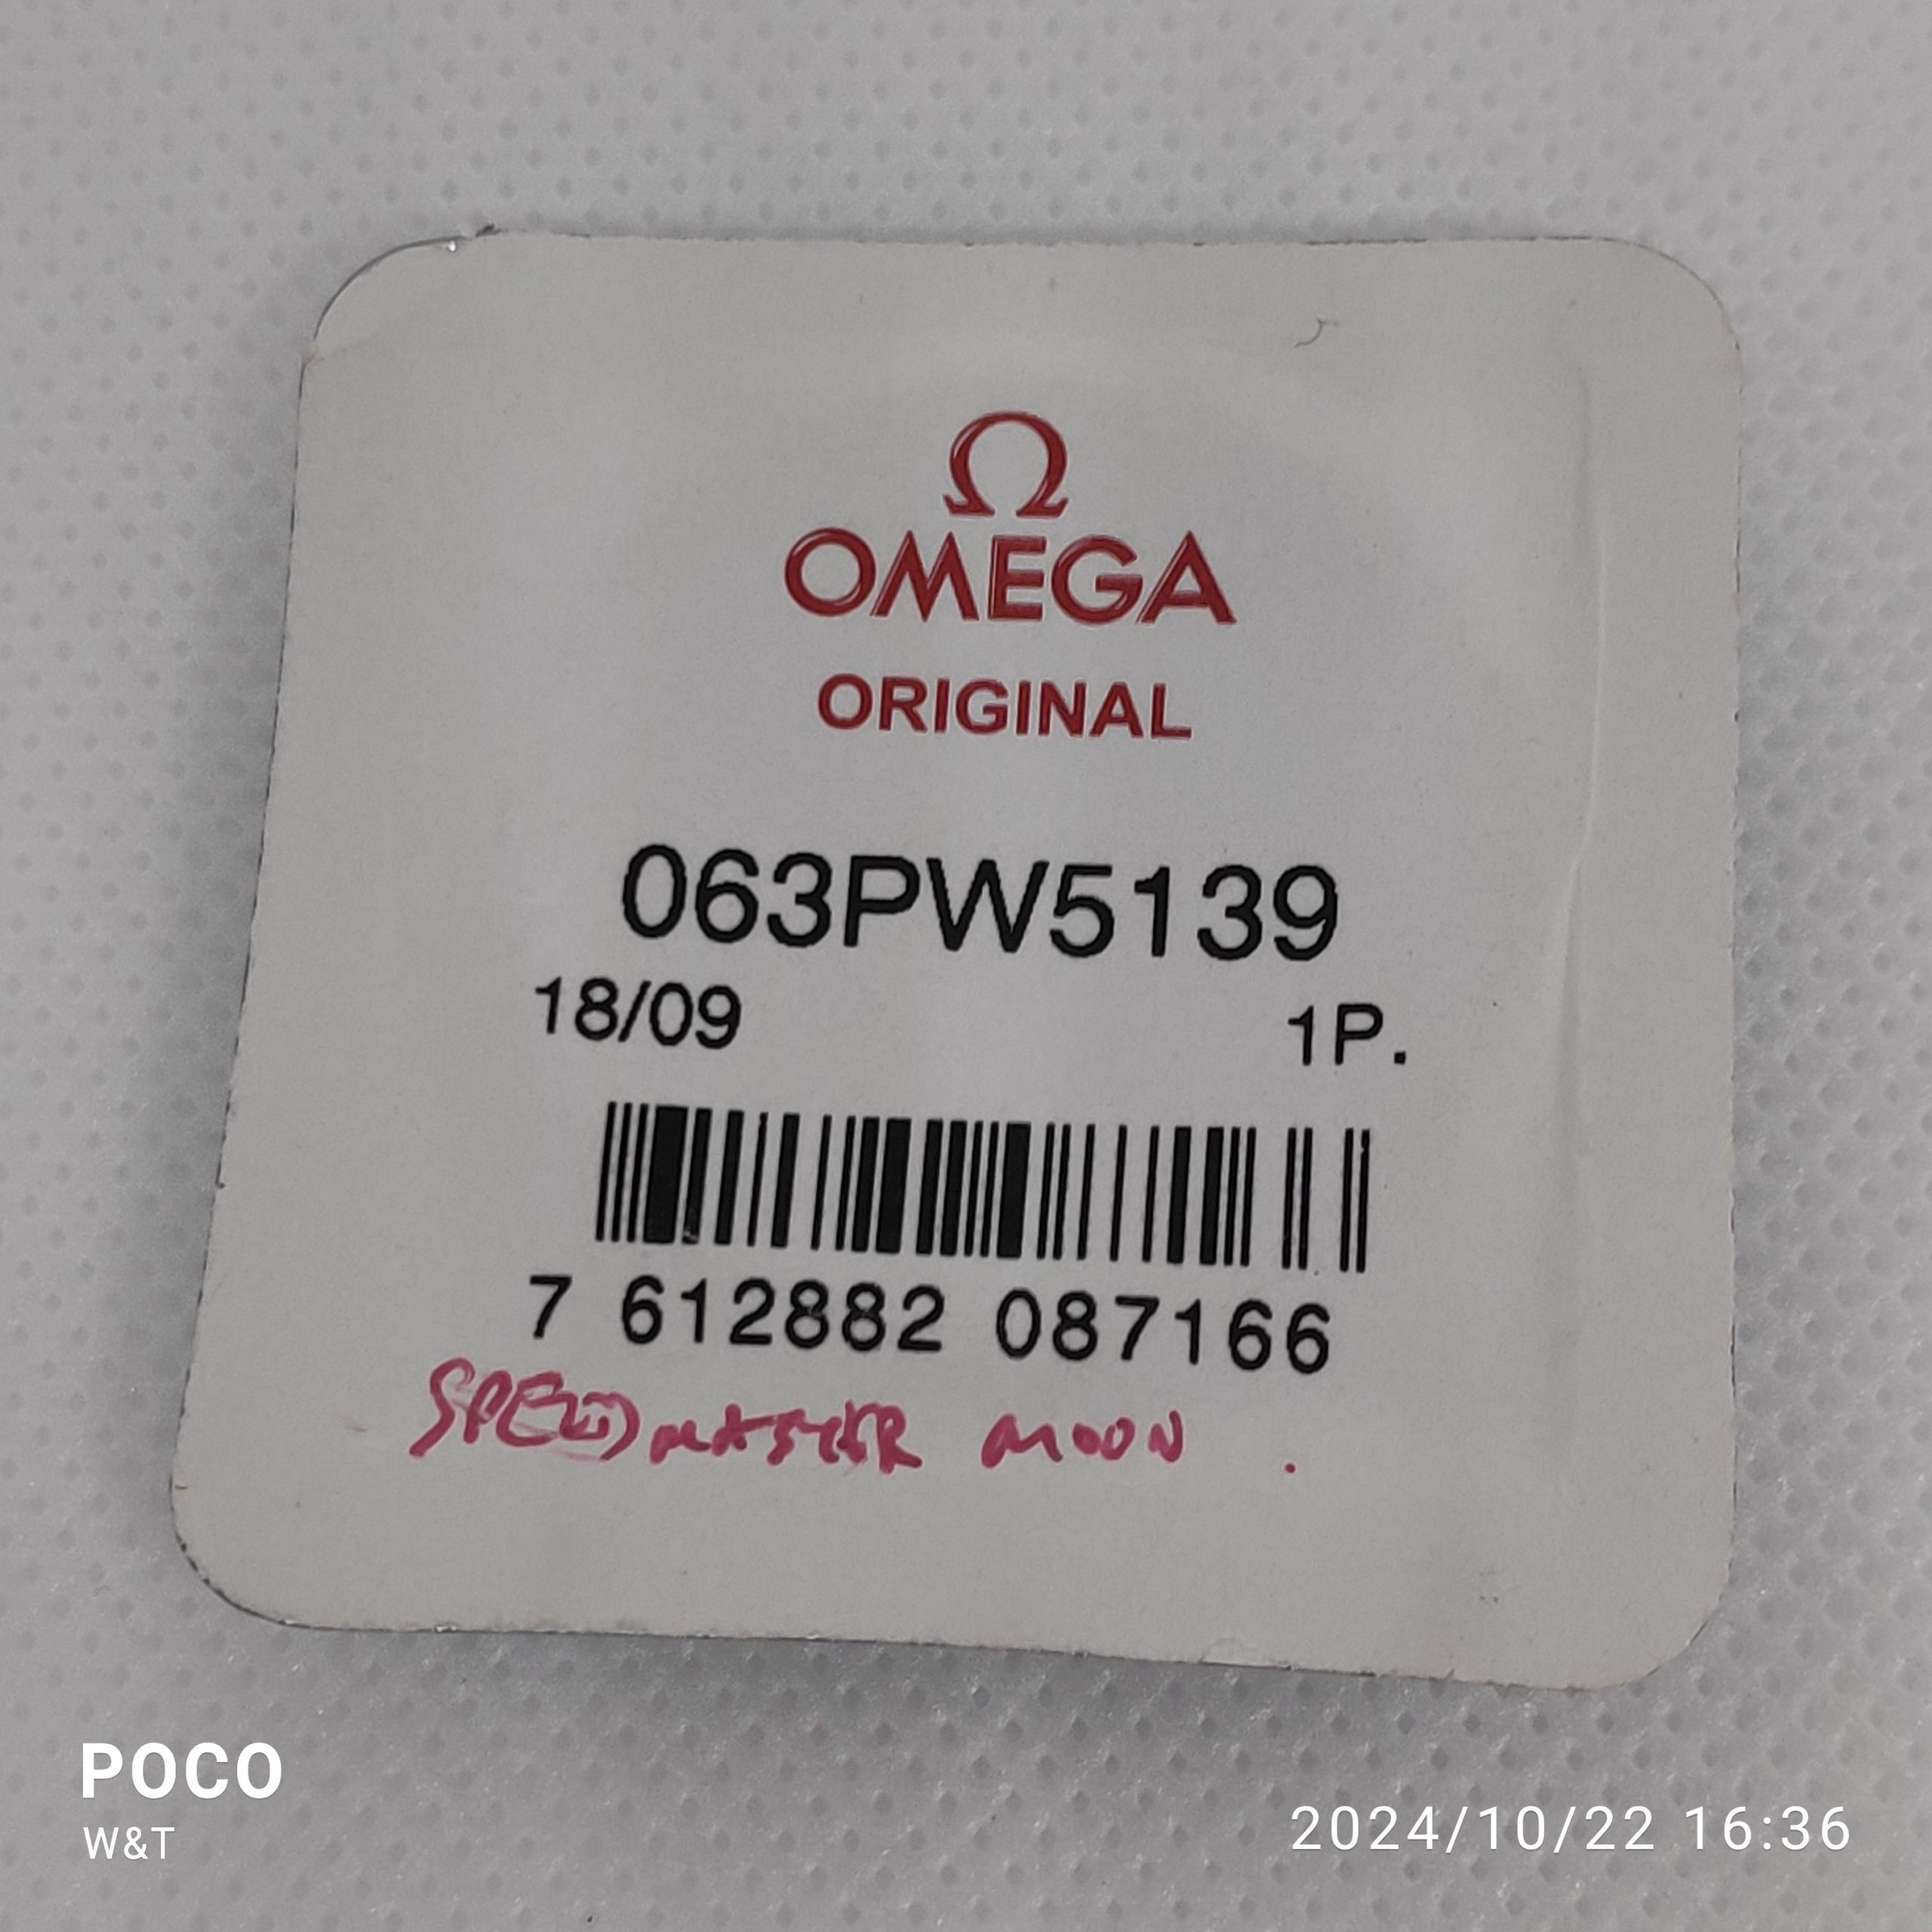 Ω
OMEGA
ORIGINAL
063PW5139
18/09 1P.
7 612882 087166
SPEEDMASTER MOON .
POCO
W&T
2024/10/22 16:36